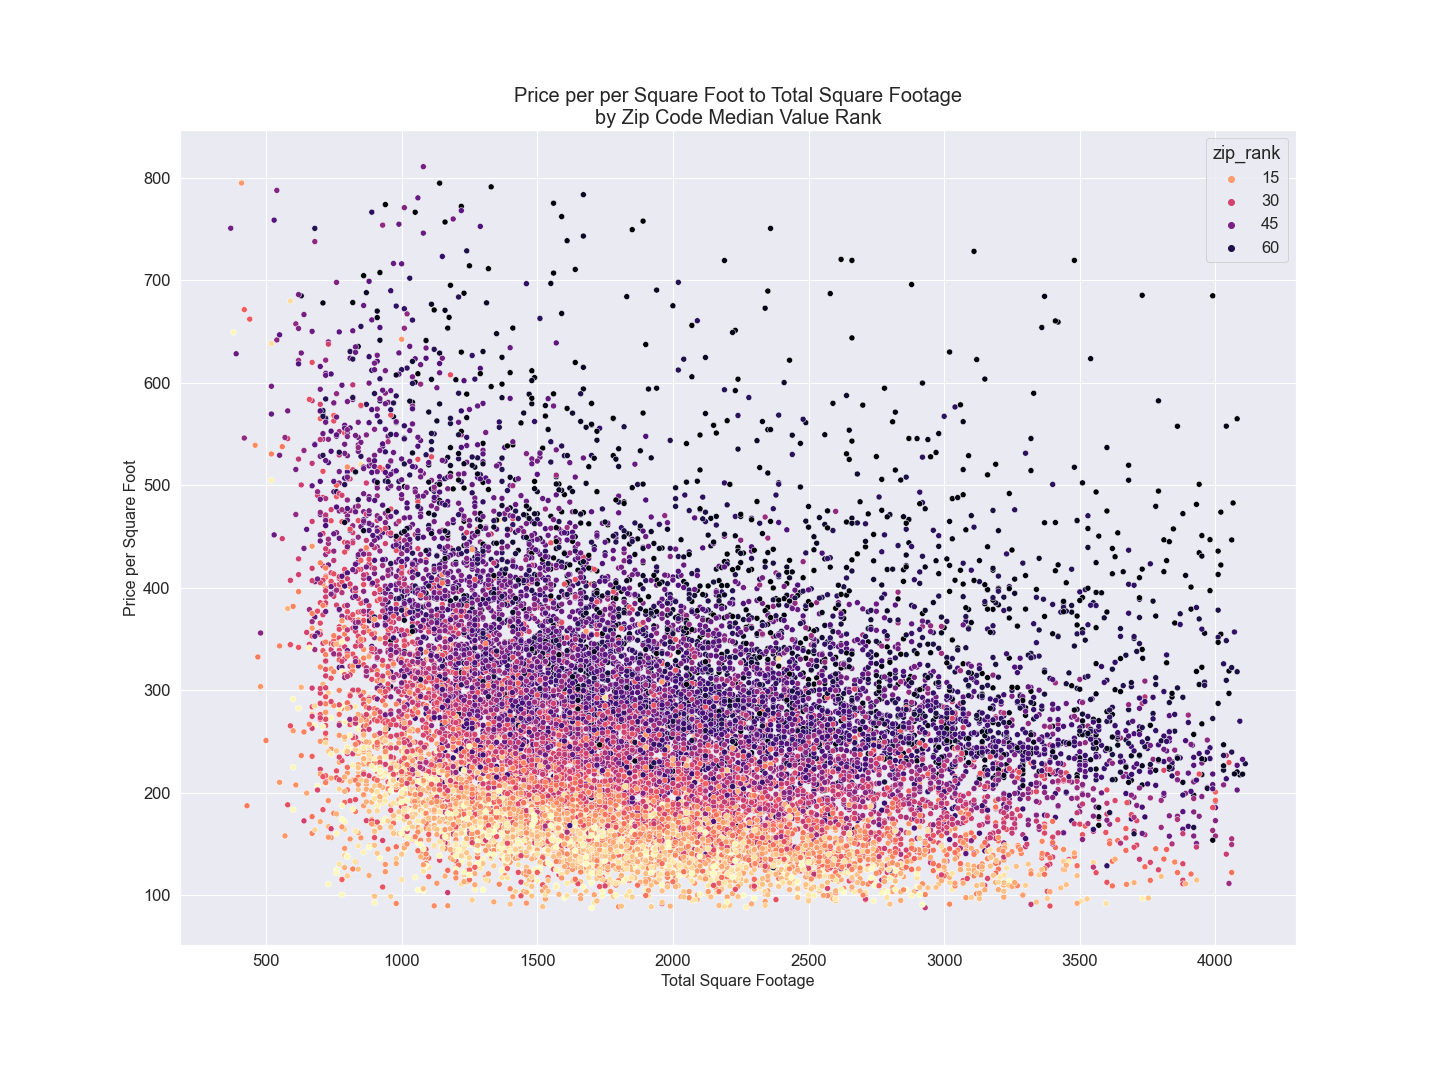 Price per per Square Foot to Total Square Footage
by Zip Code Median Value Rank
zip_rank
15
30
45
60
800
700
600
500
400
300
200
100
Price per Square Foot
500 1000 1500 2000 2500 3000 3500 4000
Total Square Footage